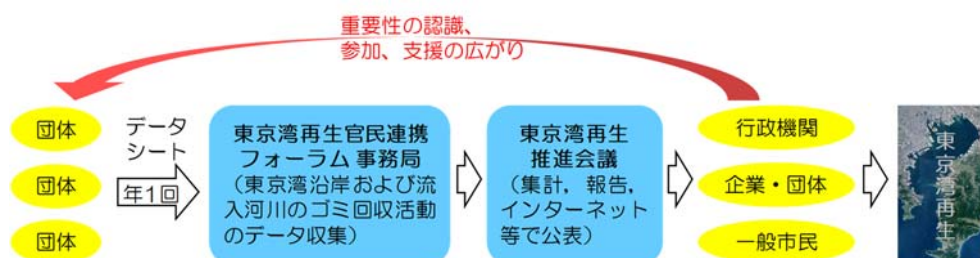 重要性の認識、
参加、支援の広がり
団体
団体
団体
データ
シート
年1回
東京湾再生官民連携
フォーラム 事務局
（東京湾沿岸および流
入河川のゴミ回収活動
のデータ収集）
東京湾再生
推進会議
（集計，報告，
インターネット
等で公表）
行政機関
企業・団体
一般市民
東京湾再生